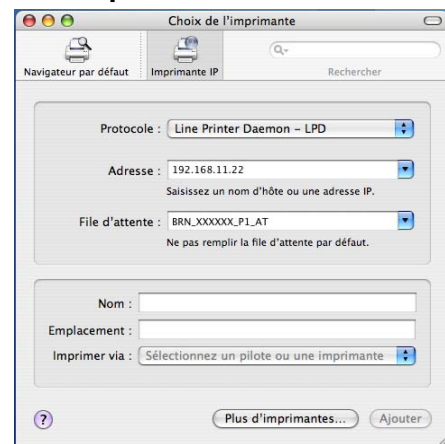 Choix de l'imprimante
Navigateur par défaut
Imprimante IP
Rechercher
Protocole : Line Printer Daemon – LPD
Adresse : 192.168.11.22
Saisissez un nom d'hôte ou une adresse IP.
File d'attente : BRN_XXXXXX_P1_AT
Ne pas remplir la file d'attente par défaut.
Nom :
Emplacement :
Imprimer via : Sélectionnez un pilote ou une imprimante
? Plus d'imprimantes... Ajouter